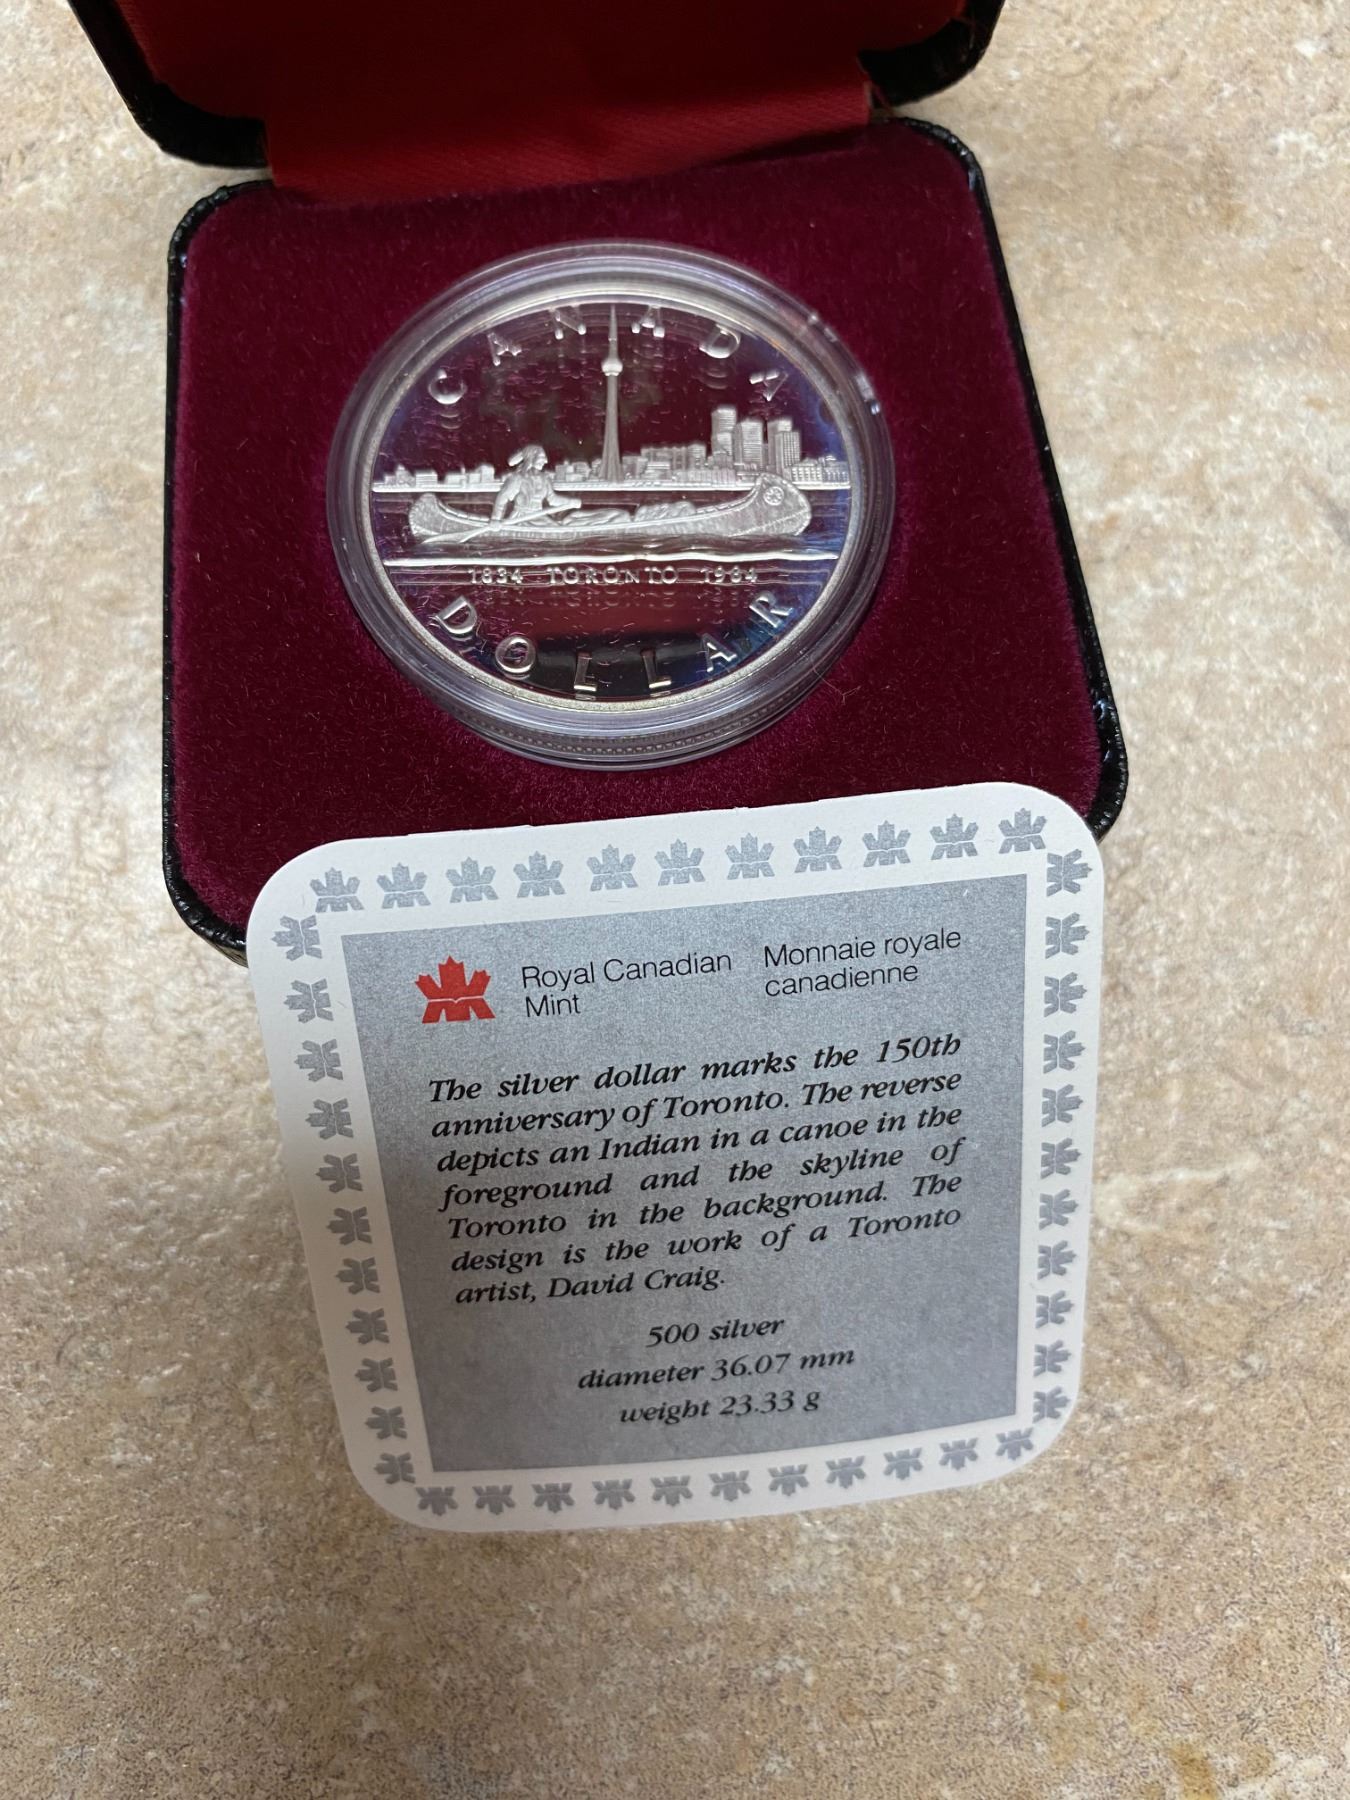 CANADA
1834 TORONTO 1984
DOLLAR
Royal Canadian Mint
Monnaie royale canadienne
The silver dollar marks the 150th
anniversary of Toronto. The reverse
depicts an Indian in a canoe in the
foreground and the skyline of
Toronto in the background. The
design is the work of a Toronto
artist, David Craig.
500 silver
diameter 36.07 mm
weight 23.33 g